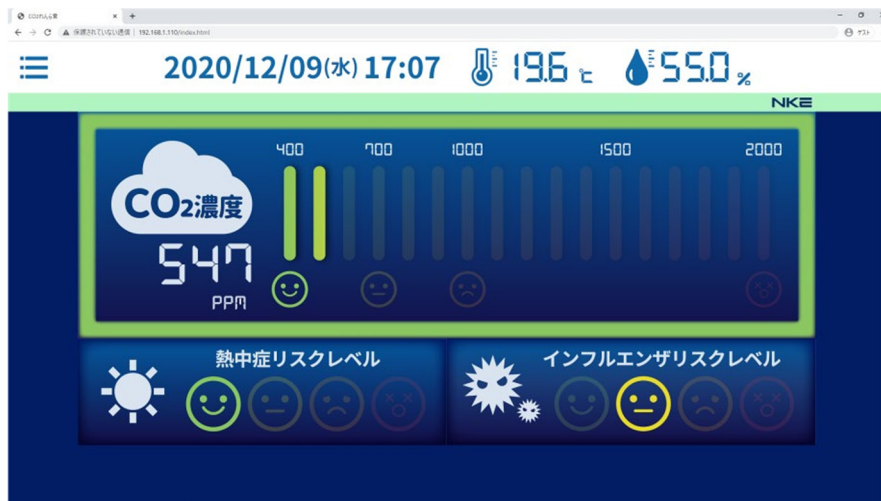 CO2れんら君
保護されていない通信 | 192.168.1.110/index.html
ゲスト
2020/12/09(水) 17:07
19.6 ℃
55.0 %
NKE
400 700 1000 1500 2000
CO2濃度
547
PPM
熱中症リスクレベル
インフルエンザリスクレベル